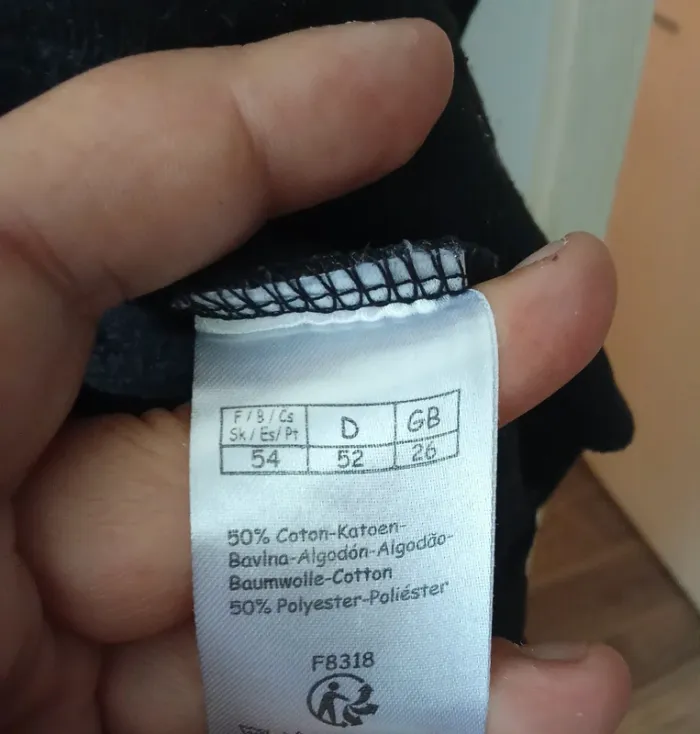 F / B / Cs
Sk / Es/ Pt
D
GB
54
52
26
50% Coton-Katoen-
Bavlna-Algodón-Algodão-
Baumwolle-Cotton
50% Polyester-Poliéster
F8318